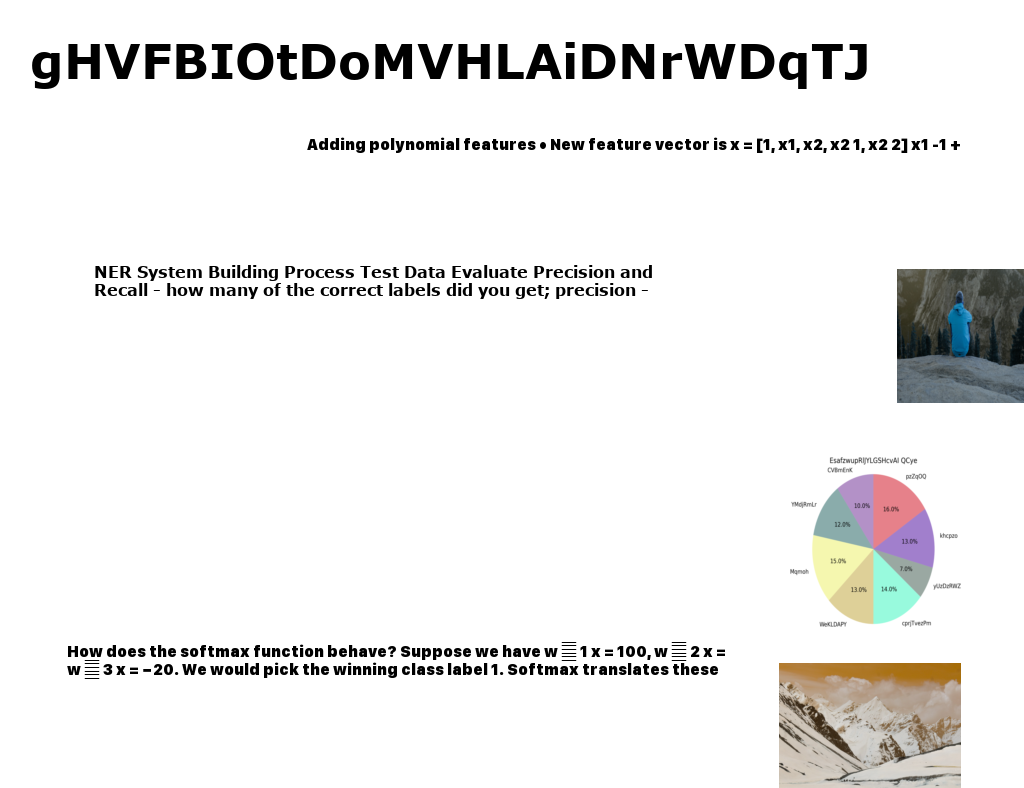 gHVFBIOtDoMVHLAiDNrWDqTJ
Adding polynomial features • New feature vector is x = [1, x1, x2, x2 1, x2 2] x1 -1 +
NER System Building Process Test Data Evaluate Precision and
Recall – how many of the correct labels did you get; precision –
EsafzwupRlJYLGSHcvAI QCye
CVBmEnK
pzZqOQ
10.0%
16.0%
YMdjRmLr
12.0%
khcpzo
13.0%
15.0%
7.0%
Mqmoh
yUzDzRWZ
13.0%
14.0%
WeKLDAPY
cprjTvezPm
How does the softmax function behave? Suppose we have w 1 x = 100, w 2 x =
w 3 x = −20. We would pick the winning class label 1. Softmax translates these